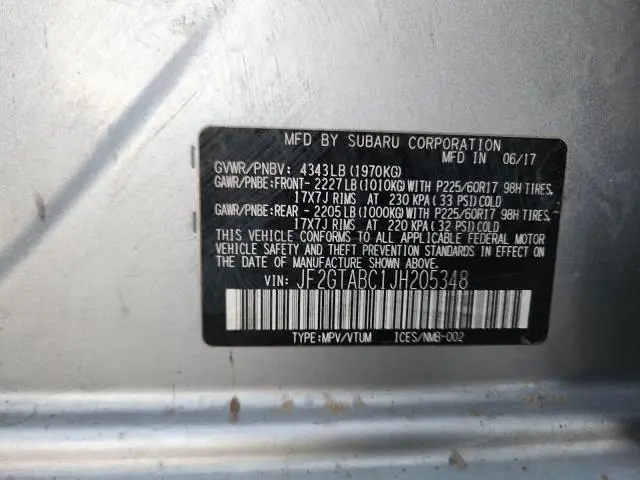 MFD BY SUBARU CORPORATION
MFD IN 06/17
GVWR/PNBV: 4343LB (1970KG)
GAWR/PNBE:FRONT- 2227LB (1010KG) WITH P225/60R17 98H TIRES,
17X7J RIMS AT 230 KPA (33 PSI) COLD
GAWR/PNBE:REAR - 2205LB (1000KG) WITH P225/60R17 98H TIRES,
17X7J RIMS AT 220 KPA (32 PSI) COLD
THIS VEHICLE CONFORMS TO ALL APPLICABLE FEDERAL MOTOR
VEHICLE SAFETY AND THEFT PREVENTION STANDARDS IN EFFECT ON
THE DATE OF MANUFACTURE SHOWN ABOVE.
VIN: JF2GTABC1JH205348
TYPE:MPV/VTUM ICES/NMB-002